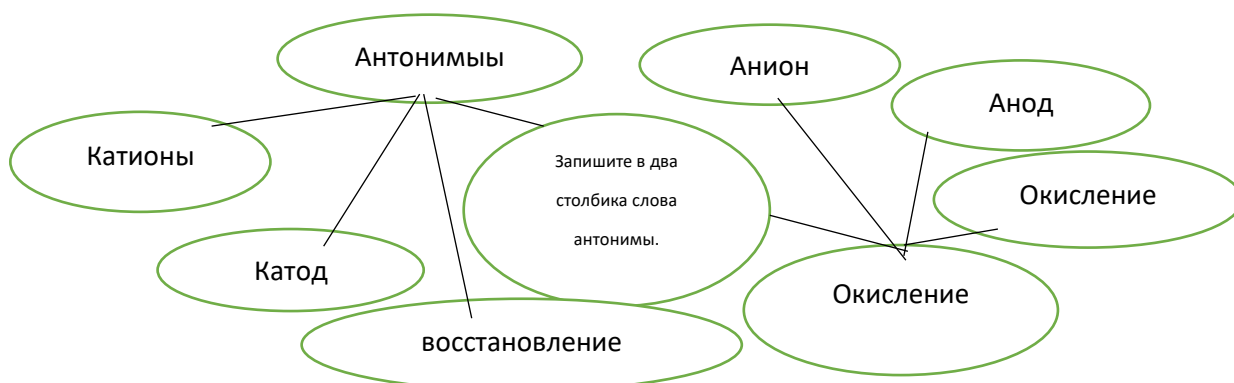 Антонимыы
Анион
Анод
Катионы
Запишите в два
столбика слова
антонимы.
Окисление
Катод
Окисление
восстановление